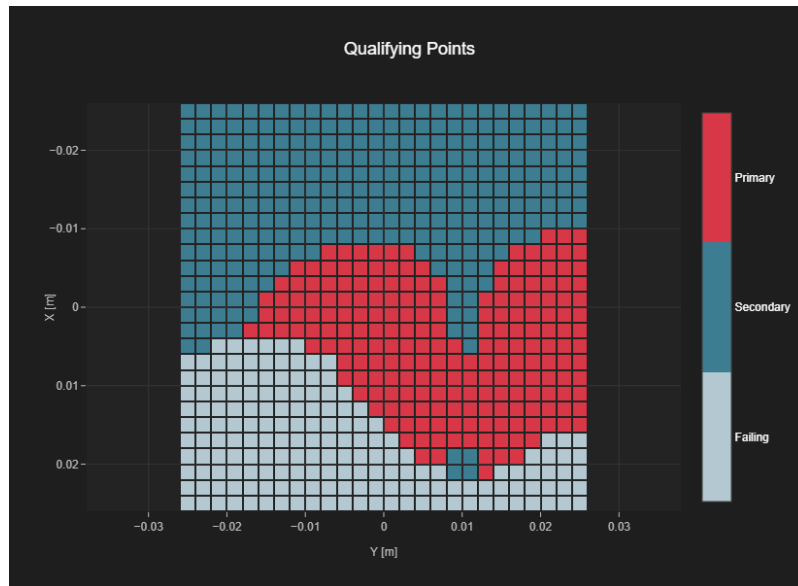 Qualifying Points
Primary
Secondary
Failing
−0.02
−0.01
0
0.01
0.02
X [m]
−0.03
−0.02
−0.01
0
0.01
0.02
0.03
Y [m]